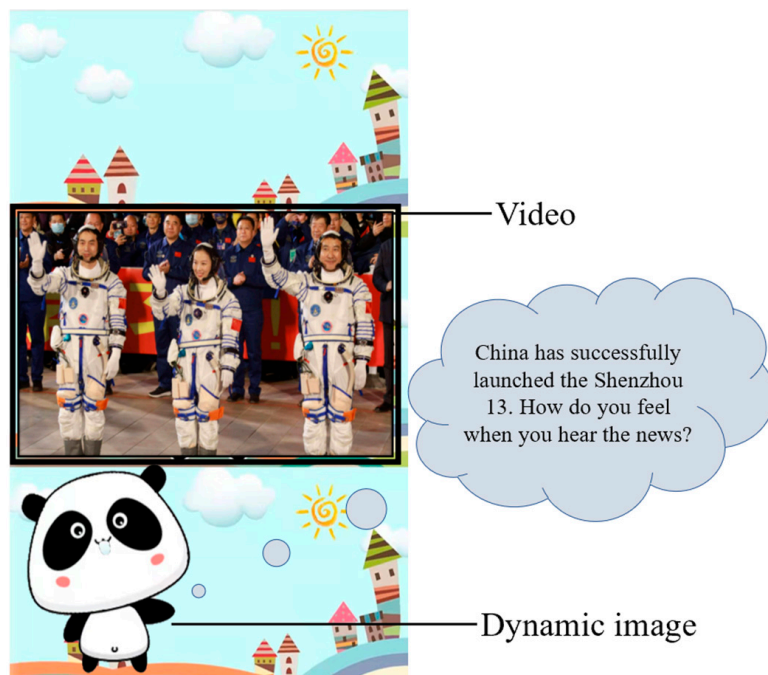 Video
China has successfully
launched the Shenzhou
13. How do you feel
when you hear the news?
Dynamic image